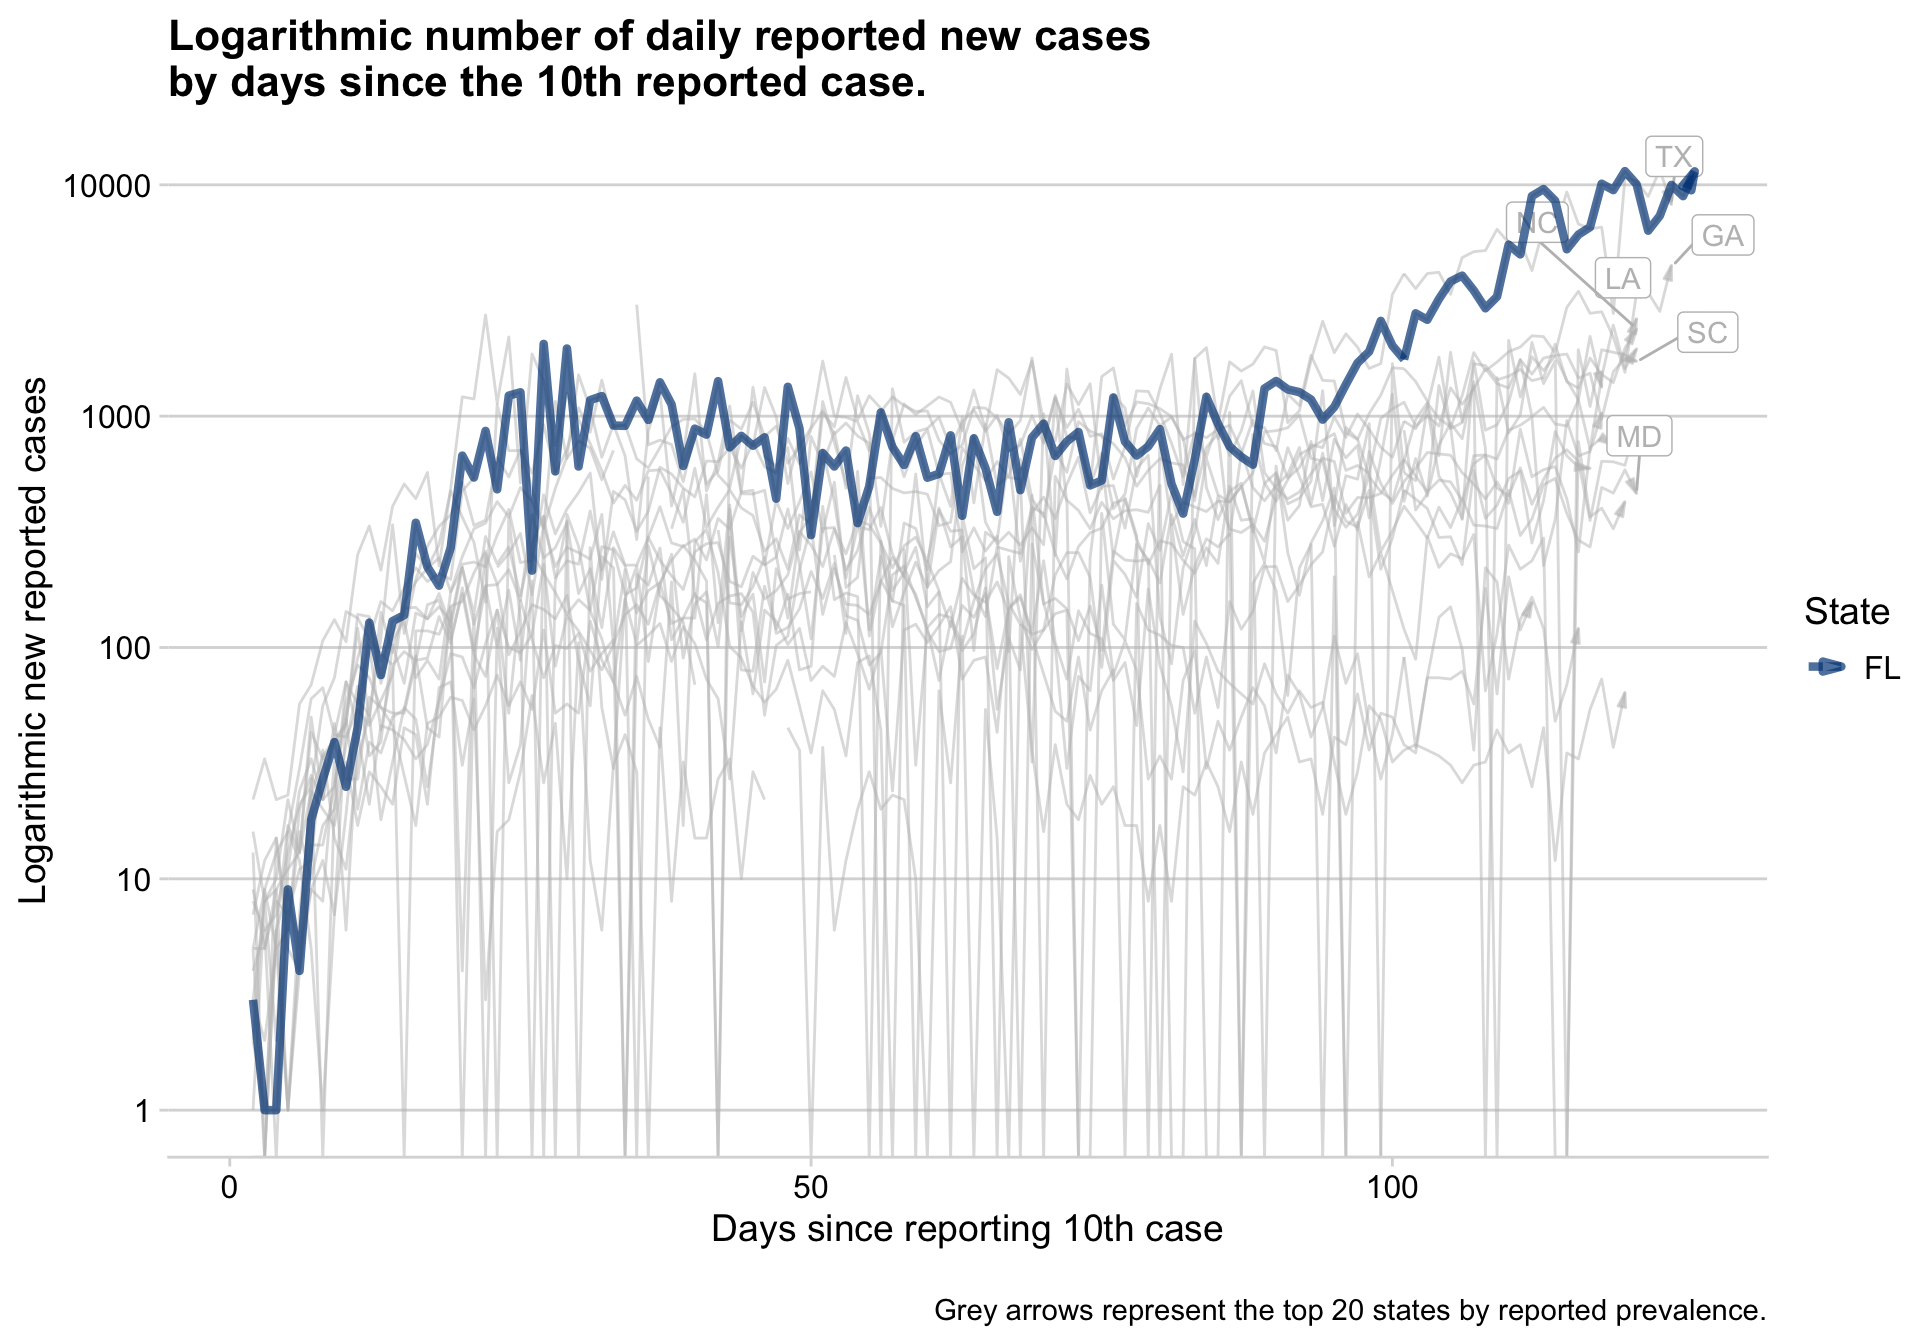 Logarithmic number of daily reported new cases
by days since the 10th reported case.
TX
10000
NC
GA
LA
SC
1000
MD
Logarithmic new reported cases
State
FL
100
10
1
0
50
100
Days since reporting 10th case
Grey arrows represent the top 20 states by reported prevalence.